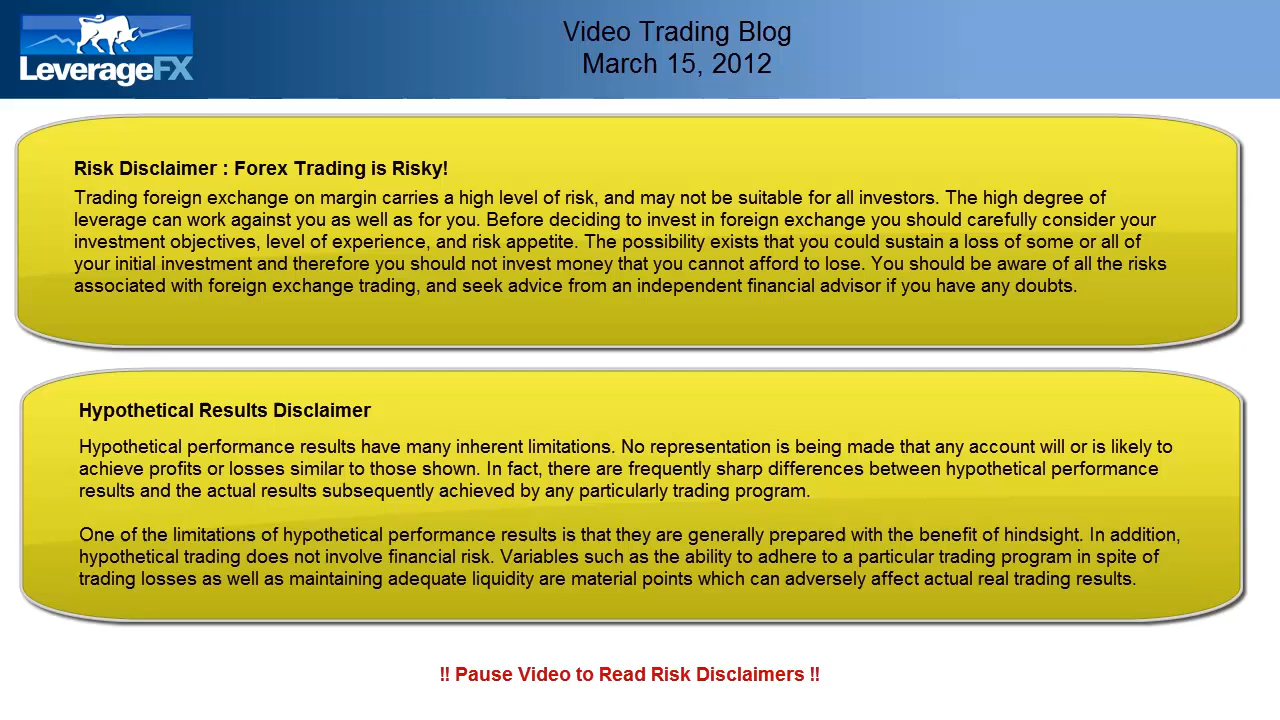 LeverageFX
Video Trading Blog
March 15, 2012
Risk Disclaimer : Forex Trading is Risky!
Trading foreign exchange on margin carries a high level of risk, and may not be suitable for all investors. The high degree of
leverage can work against you as well as for you. Before deciding to invest in foreign exchange you should carefully consider your
investment objectives, level of experience, and risk appetite. The possibility exists that you could sustain a loss of some or all of
your initial investment and therefore you should not invest money that you cannot afford to lose. You should be aware of all the risks
associated with foreign exchange trading, and seek advice from an independent financial advisor if you have any doubts.
Hypothetical Results Disclaimer
Hypothetical performance results have many inherent limitations. No representation is being made that any account will or is likely to
achieve profits or losses similar to those shown. In fact, there are frequently sharp differences between hypothetical performance
results and the actual results subsequently achieved by any particularly trading program.
One of the limitations of hypothetical performance results is that they are generally prepared with the benefit of hindsight. In addition,
hypothetical trading does not involve financial risk. Variables such as the ability to adhere to a particular trading program in spite of
trading losses as well as maintaining adequate liquidity are material points which can adversely affect actual real trading results.
!! Pause Video to Read Risk Disclaimers !!